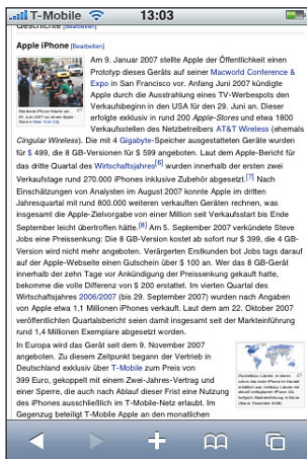 T-Mobile 13:03
Geschichte [Bearbeiten]
Apple iPhone [Bearbeiten]
Am 9. Januar 2007 stellte Apple der Öffentlichkeit einen
Prototyp dieses Geräts auf seiner Macworld Conference &
Expo in San Francisco vor. Anfang Juni 2007 kündigte
Apple durch die Ausstrahlung eines TV-Werbespots den
Verkaufsbeginn in den USA für den 29. Juni an. Dieser
erfolgte exklusiv in rund 200 Apple-Stores und etwa 1800
Verkaufsstellen des Netzbetreibers AT&T Wireless (ehemals
Cingular Wireless). Die mit 4 Gigabyte-Speicher ausgestatteten Geräte wurden
für $ 499, die 8 GB-Versionen für $ 599 angeboten. Laut dem Apple-Bericht für
das dritte Quartal des Wirtschaftsjahres[6] wurden innerhalb der ersten zwei
Verkaufstage rund 270.000 iPhones inklusive Zubehör abgesetzt.[7] Nach
Einschätzungen von Analysten im August 2007 konnte Apple im dritten
Jahresquartal mit rund 800.000 weiteren verkauften Geräten rechnen, was
insgesamt die Apple-Zielvorgabe von einer Million seit Verkaufsstart bis Ende
September leicht übertroffen hätte.[8] Am 5. September 2007 verkündete Steve
Jobs eine Preissenkung: Die 8 GB-Version kostet ab sofort nur $ 399, die 4 GB-
Version wird nicht mehr angeboten. Verärgerten Erstkunden bot Jobs tags darauf
auf der Apple-Webseite einen Gutschein über $ 100 an. Wer das 8 GB-Gerät
innerhalb der zehn Tage vor Ankündigung der Preissenkung gekauft hatte,
bekomme die volle Differenz von $ 200 erstattet. Im vierten Quartal des
Wirtschaftsjahres 2006/2007 (bis 29. September 2007) wurden nach Angaben
von Apple etwa 1,1 Millionen iPhones verkauft. Laut dem am 22. Oktober 2007
veröffentlichten Quartalsbericht seien damit insgesamt seit der Markteinführung
rund 1,4 Millionen Exemplare abgesetzt worden.
In Europa wird das Gerät seit dem 9. November 2007
angeboten. Zu diesem Zeitpunkt begann der Vertrieb in
Deutschland exklusiv über T-Mobile zum Preis von
399 Euro, gekoppelt mit einem Zwei-Jahres-Vertrag und
einer Sperre, die auch nach Ablauf dieser Frist eine Nutzung
des iPhones ausschließlich im T-Mobile-Netz erlaubt. Im
Gegenzug beteiligt T-Mobile Apple an den monatlichen